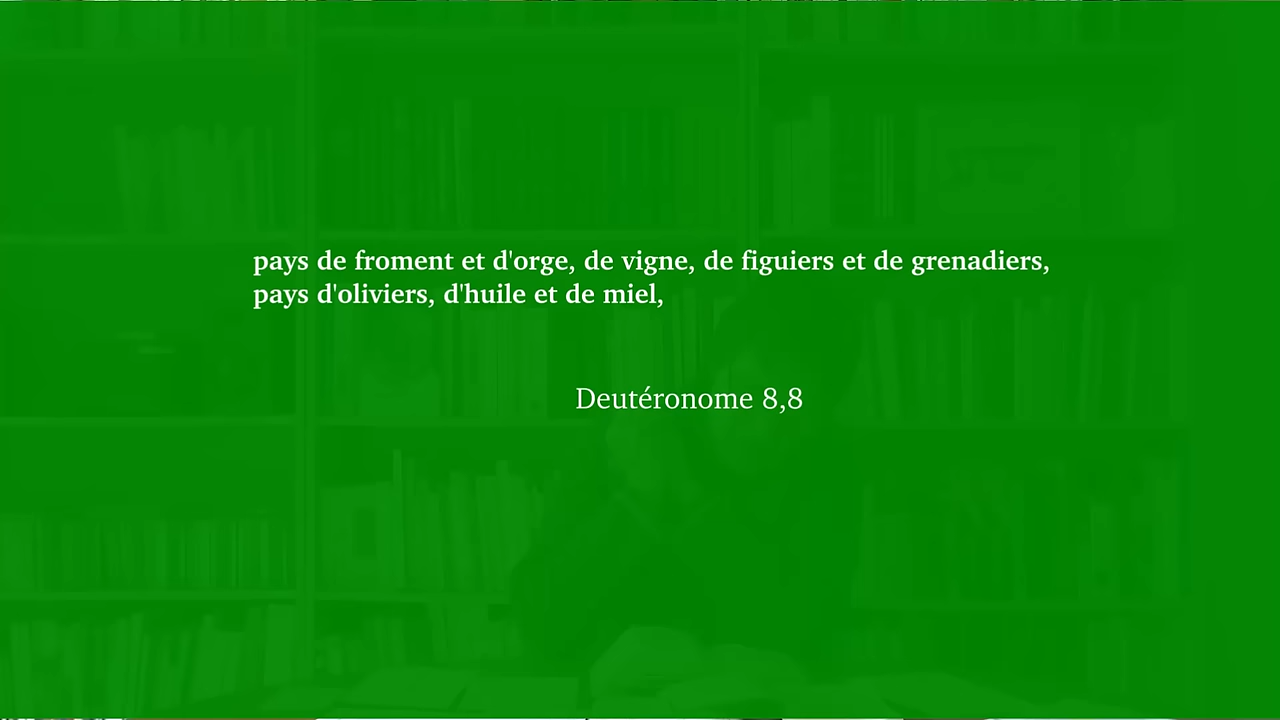 pays de froment et d'orge, de vigne, de figuiers et de grenadiers,
pays d'oliviers, d'huile et de miel,
Deutéronome 8,8